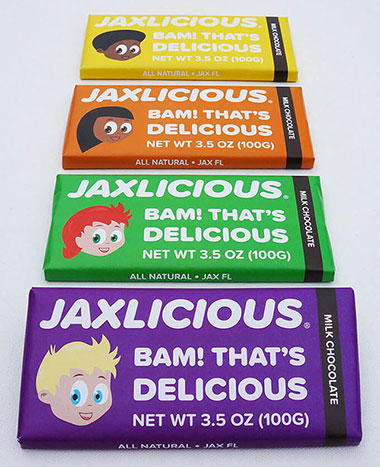 JAXLICIOUS
BAM! THAT'S
DELICIOUS
NET WT 3.5 OZ (100G)
ALL NATURAL • JAX FL
MILK CHOCOLATE
JAXLICIOUS®
BAM! THAT'S
DELICIOUS
NET WT 3.5 OZ (100G)
ALL NATURAL • JAX FL
MILK CHOCOLATE
JAXLICIOUS®
BAM! THAT'S
DELICIOUS
NET WT 3.5 OZ (100G)
ALL NATURAL • JAX FL
MILK CHOCOLATE
JAXLICIOUS®
BAM! THAT'S
DELICIOUS
NET WT 3.5 OZ (100G)
ALL NATURAL • JAX FL
MILK CHOCOLATE